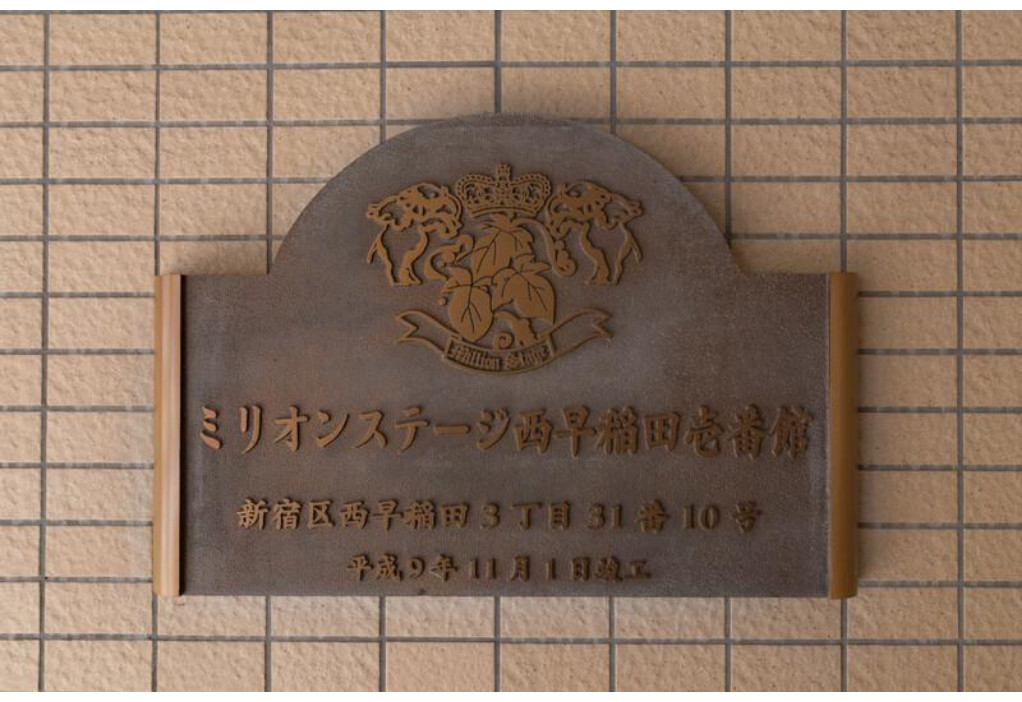 Million Stage
ミリオンステージ西早稲田壱番館
新宿区西早稲田3丁目31番10号
平成9年11月1日竣工